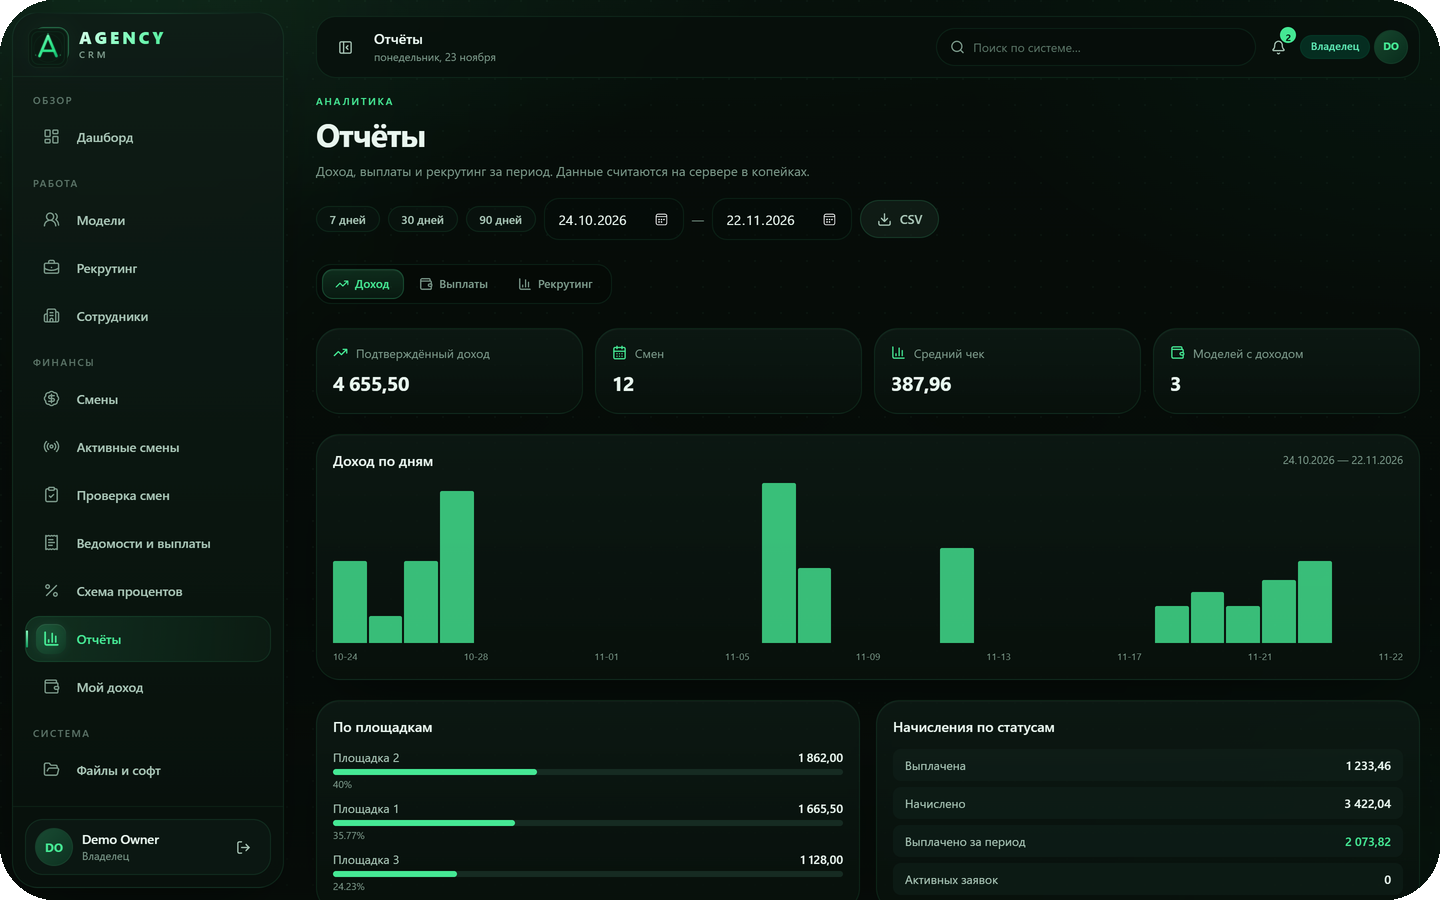 AGENCY
CRM
ОБЗОР
Дашборд
РАБОТА
Модели
Рекрутинг
Сотрудники
ФИНАНСЫ
Смены
Активные смены
Проверка смен
Ведомости и выплаты
Схема процентов
Отчёты
Мой доход
СИСТЕМА
Файлы и софт
DO
Demo Owner
Владелец
Отчёты
понедельник, 23 ноября
Поиск по системе...
2
Владелец
DO
АНАЛИТИКА
Отчёты
Доход, выплаты и рекрутинг за период. Данные считаются на сервере в копейках.
7 дней 30 дней 90 дней 24.10.2026 — 22.11.2026 CSV
Доход Выплаты Рекрутинг
Подтверждённый доход
4 655,50
Смен
12
Средний чек
387,96
Моделей с доходом
3
Доход по дням
24.10.2026 — 22.11.2026
10-24 10-28 11-01 11-05 11-09 11-13 11-17 11-21 11-22
По площадкам
Площадка 2 1 862,00
40%
Площадка 1 1 665,50
35.77%
Площадка 3 1 128,00
24.23%
Начисления по статусам
Выплачена 1 233,46
Начислено 3 422,04
Выплачено за период 2 073,82
Активных заявок 0